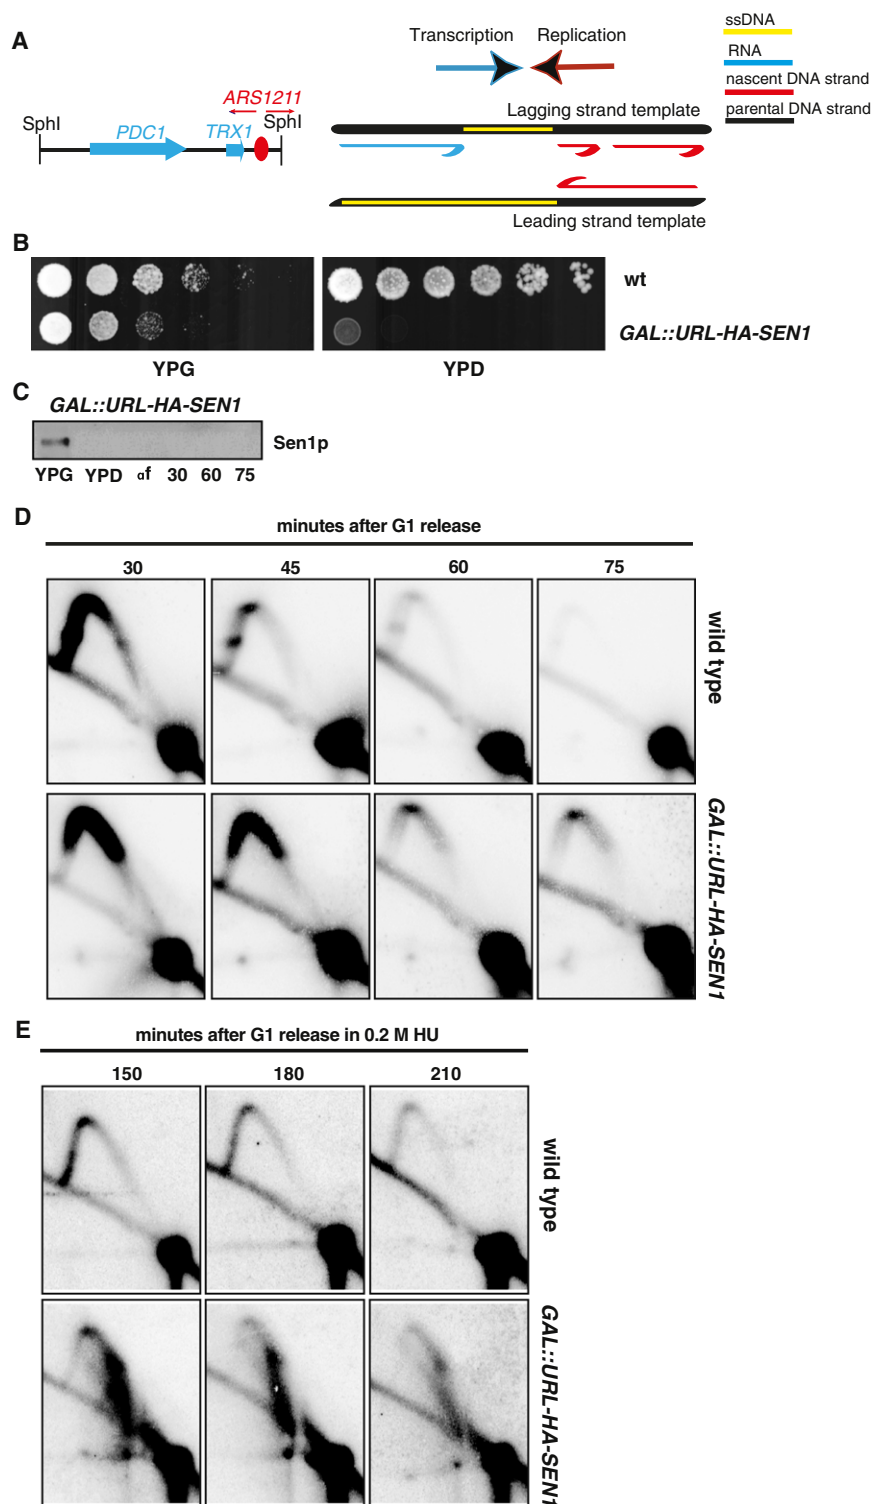 A
Transcription
Replication
ssDNA
RNA
nascent DNA strand
parental DNA strand
ARS1211
SphI
SphI
PDC1
TRX1
Lagging strand template
Leading strand template
B
wt
GAL::URL-HA-SEN1
YPG
YPD
C
GAL::URL-HA-SEN1
Sen1p
YPG YPD αf 30 60 75
D
minutes after G1 release
30 45 60 75
wild type
GAL::URL-HA-SEN1
E
minutes after G1 release in 0.2 M HU
150 180 210
wild type
GAL::URL-HA-SEN1